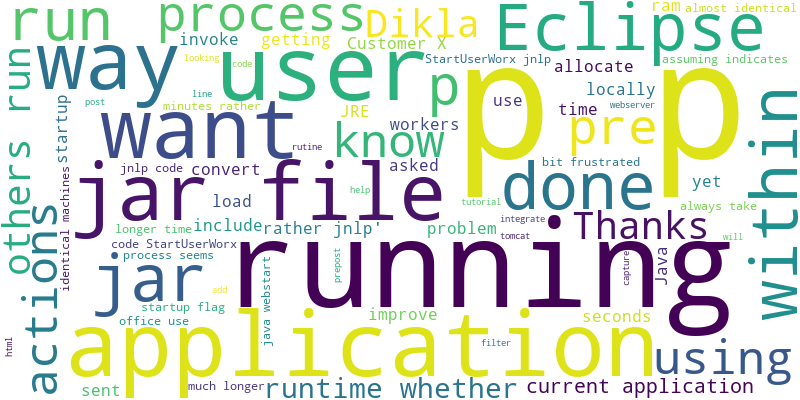 run
process
Dikla
Eclipse
ram
almost identical
way
invoke
getting
Customer X
looking
code
user
StartUserWorx jnlp
assuming indicates
allocate
p p
line
post
minutes rather
want
JRE
p
use
locally
webserver
time
pre
others run
startup
know
workers
rutine
asked
bit frustrated
within
jnlp code
convert
jar file
help
done
yet
identical machines
load
tutorial
always take
actions
longer time
include
rather jnlp'
problem
integrate
Thanks
tomcat
will
code StartUserWorx
process seems
jar
running
prepost
capture
Java
java webstart
add
startup flag
office use
improve
seconds
html
application
filter
using
sent
much longer
runtime whether
current application